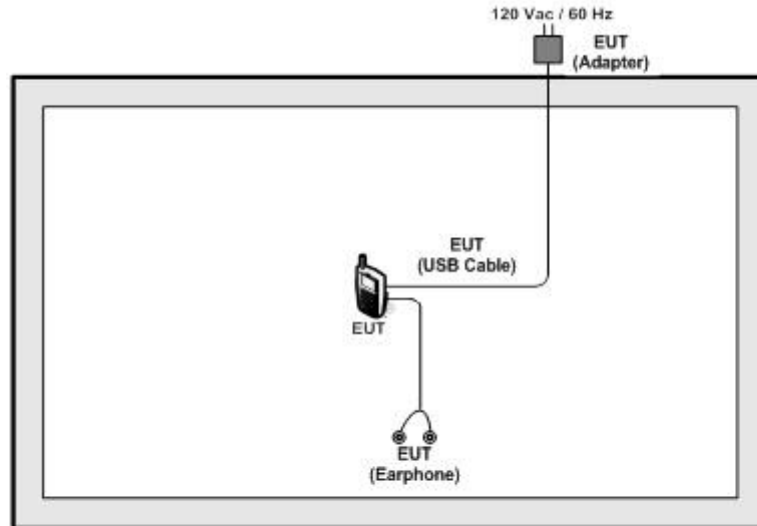 120 Vac / 60 Hz
EUT
(Adapter)
EUT
(USB Cable)
EUT
EUT
(Earphone)